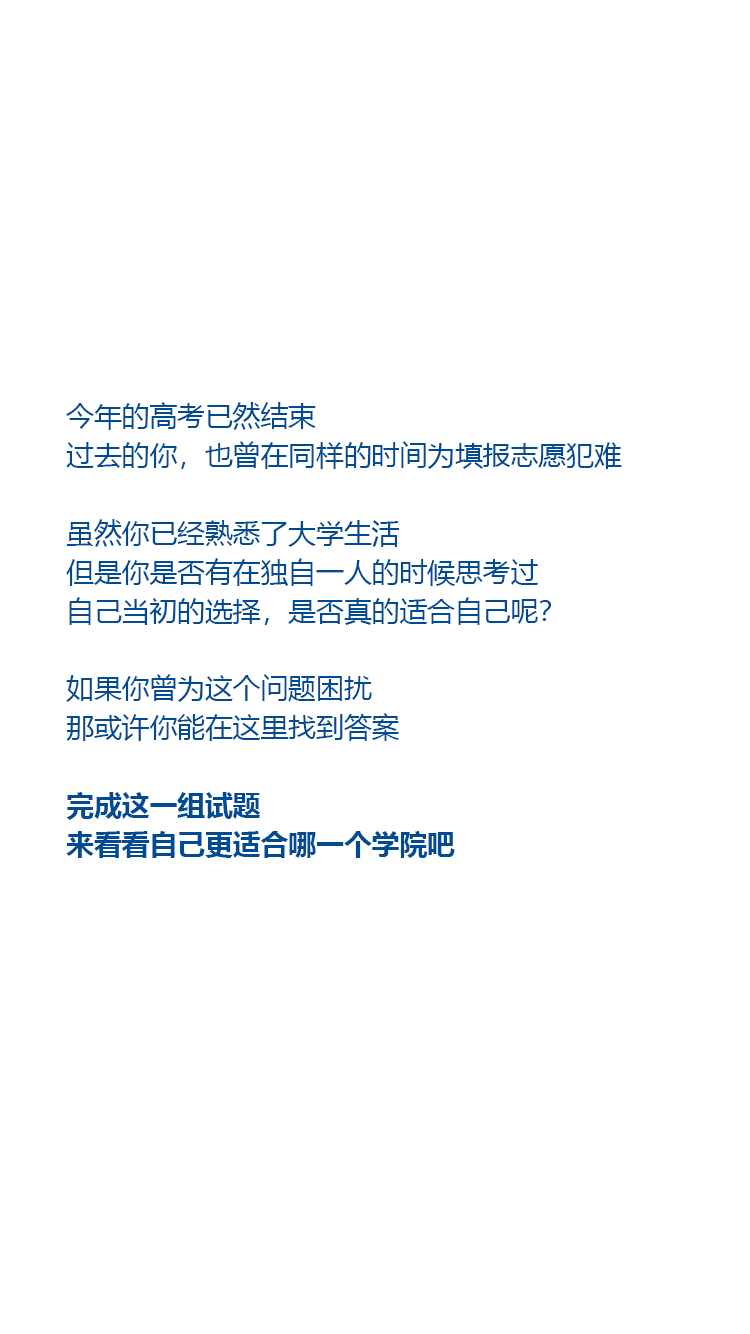 今年的高考已然结束
过去的你，也曾在同样的时间为填报志愿犯难
虽然你已经熟悉了大学生活
但是你是否有在独自一人的时候思考过
自己当初的选择，是否真的适合自己呢？
如果你曾为这个问题困扰
那或许你能在这里找到答案
完成这一组试题
来看看自己更适合哪一个学院吧